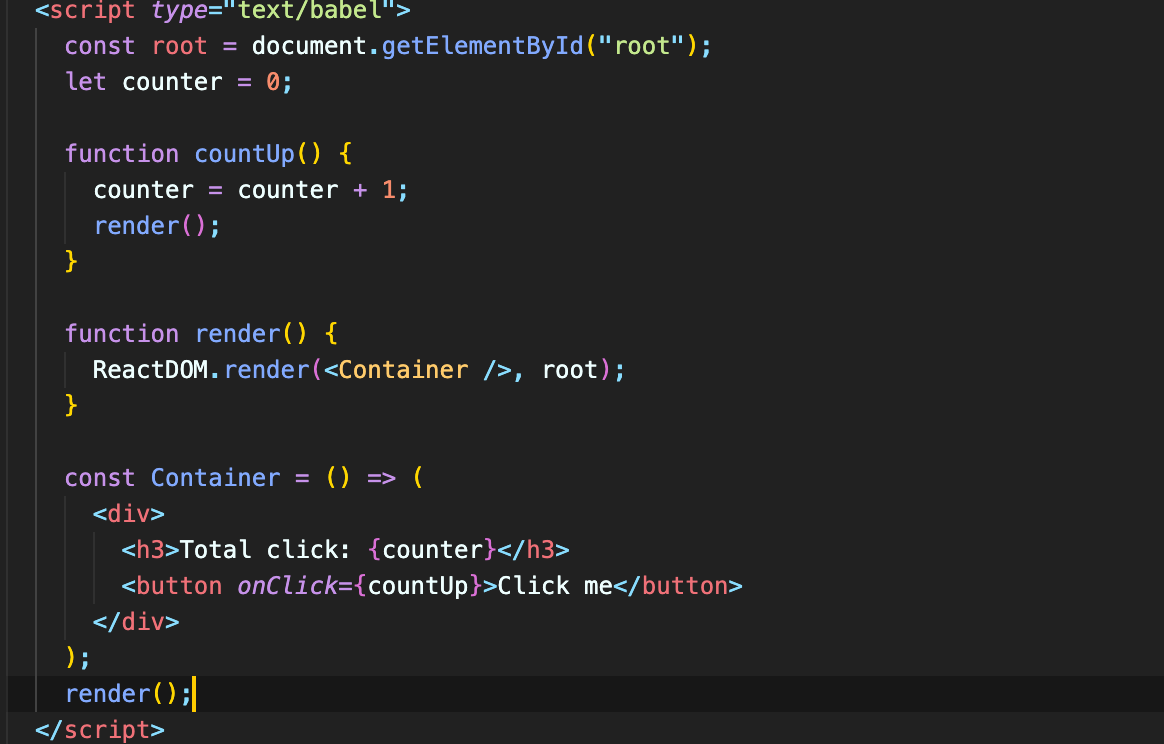 <script type="text/babel">
const root = document.getElementById("root");
let counter = 0;
function countUp() {
counter = counter + 1;
render();
}
function render() {
ReactDOM.render(<Container />, root);
}
const Container = () => (
<div>
<h3>Total click: {counter}</h3>
<button onClick={countUp}>Click me</button>
</div>
);
render();
</script>